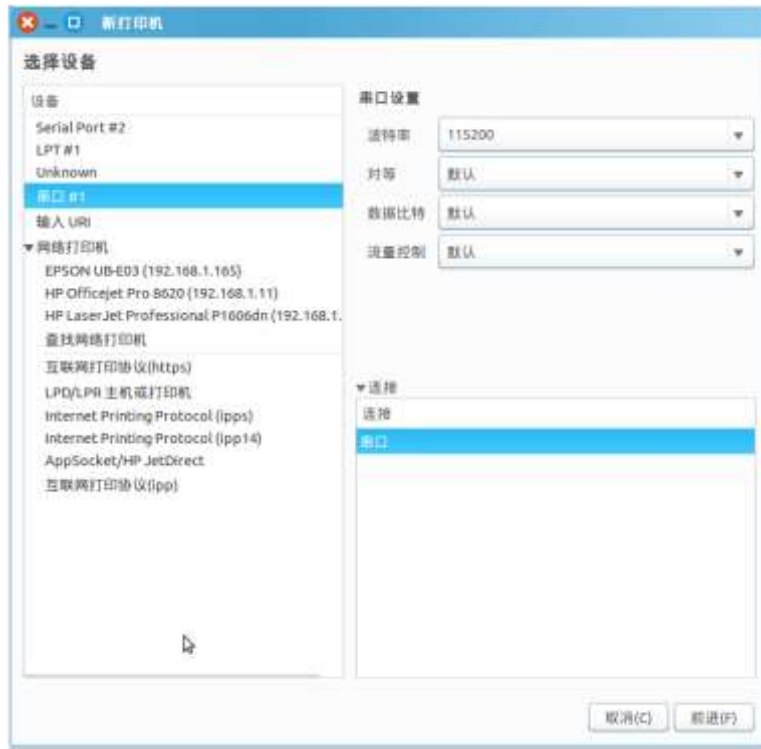 新打印机
选择设备
设备
Serial Port #2
LPT #1
Unknown
串口 #1
输入 URI
网络打印机
EPSON UB-E03 (192.168.1.165)
HP Officejet Pro 8620 (192.168.1.11)
HP LaserJet Professional P1606dn (192.168.1.
查找网络打印机
互联网打印协议(https)
LPD/LPR 主机或打印机
Internet Printing Protocol (ipps)
Internet Printing Protocol (ipp14)
AppSocket/HP JetDirect
互联网打印协议(ipp)
串口设置
波特率 115200
对等 默认
数据比特 默认
流量控制 默认
连接
连接
串口
取消(C) 前进(F)